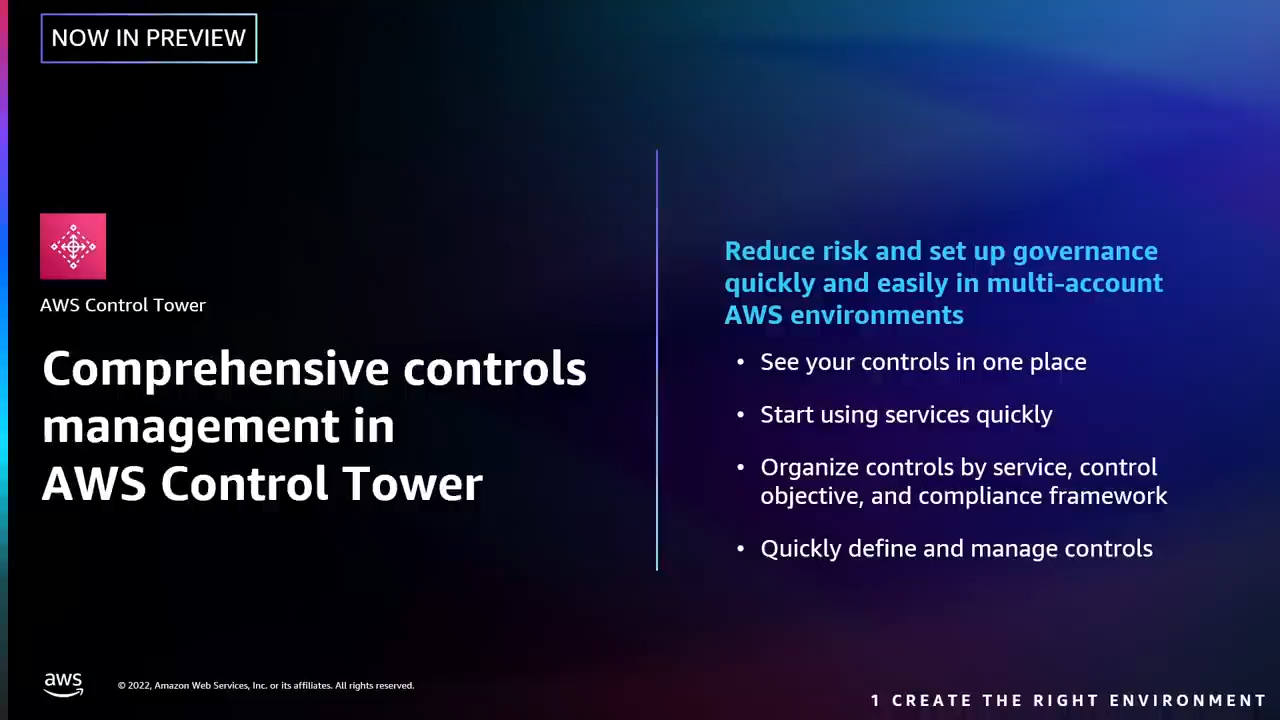 NOW IN PREVIEW
AWS Control Tower
Comprehensive controls
management in
AWS Control Tower
Reduce risk and set up governance
quickly and easily in multi-account
AWS environments
• See your controls in one place
• Start using services quickly
• Organize controls by service, control
objective, and compliance framework
• Quickly define and manage controls
aws
© 2022, Amazon Web Services, Inc. or its affiliates. All rights reserved.
1 CREATE THE RIGHT ENVIRONMENT